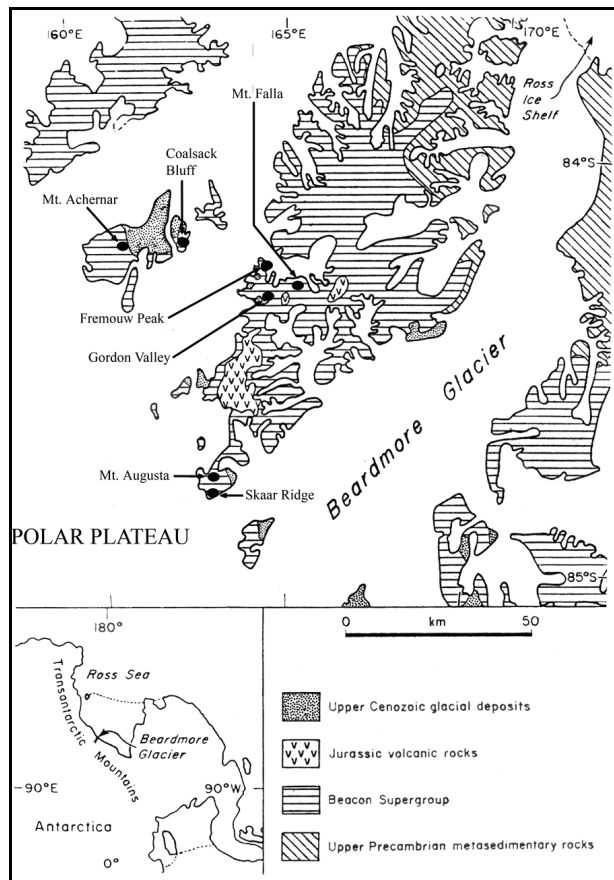 160°E
165°E
170°E
Ross
Ice
Shelf
Mt. Falla
Coalsack
Bluff
84°S
Mt. Achernar
Fremouw Peak
Gordon Valley
Beardmore Glacier
Mt. Augusta
Skaar Ridge
POLAR PLATEAU
85°S
0 km 50
180°
Ross Sea
Transantarctic
Mountains
Beardmore
Glacier
90°E
90°W
Antarctica
0°
Upper Cenozoic glacial deposits
Jurassic volcanic rocks
Beacon Supergroup
Upper Precambrian metasedimentary rocks